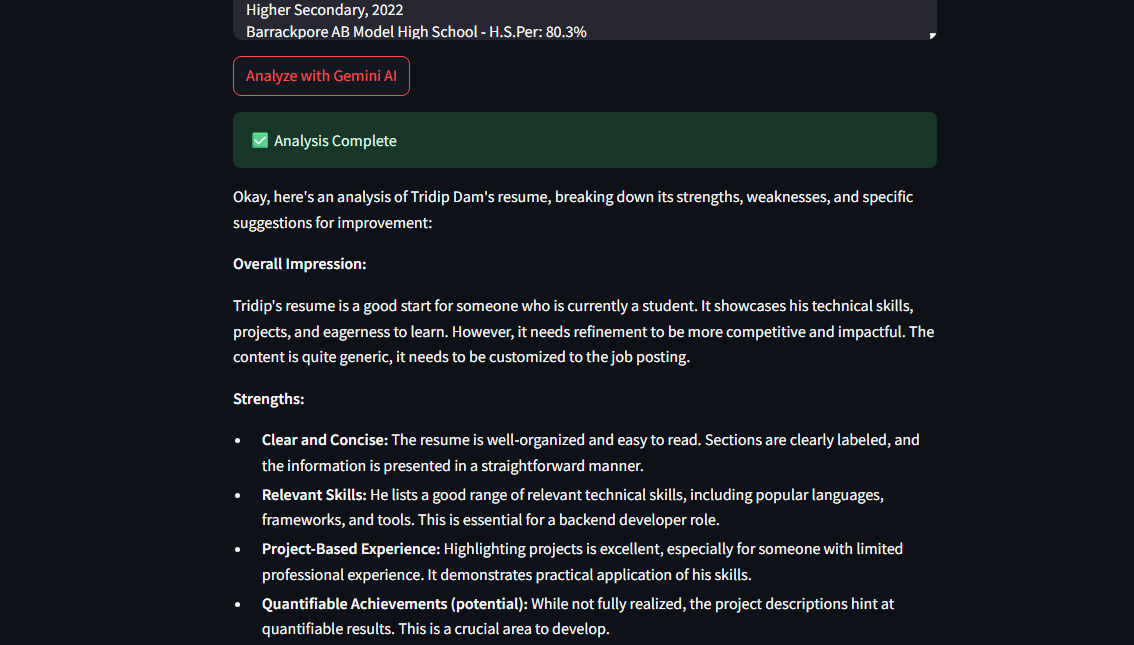 Higher Secondary, 2022
Barrackpore AB Model High School - H.S.Per: 80.3%
Analyze with Gemini AI
✅ Analysis Complete
Okay, here's an analysis of Tridip Dam's resume, breaking down its strengths, weaknesses, and specific
suggestions for improvement:
Overall Impression:
Tridip's resume is a good start for someone who is currently a student. It showcases his technical skills,
projects, and eagerness to learn. However, it needs refinement to be more competitive and impactful. The
content is quite generic, it needs to be customized to the job posting.
Strengths:
• Clear and Concise: The resume is well-organized and easy to read. Sections are clearly labeled, and
the information is presented in a straightforward manner.
• Relevant Skills: He lists a good range of relevant technical skills, including popular languages,
frameworks, and tools. This is essential for a backend developer role.
• Project-Based Experience: Highlighting projects is excellent, especially for someone with limited
professional experience. It demonstrates practical application of his skills.
• Quantifiable Achievements (potential): While not fully realized, the project descriptions hint at
quantifiable results. This is a crucial area to develop.